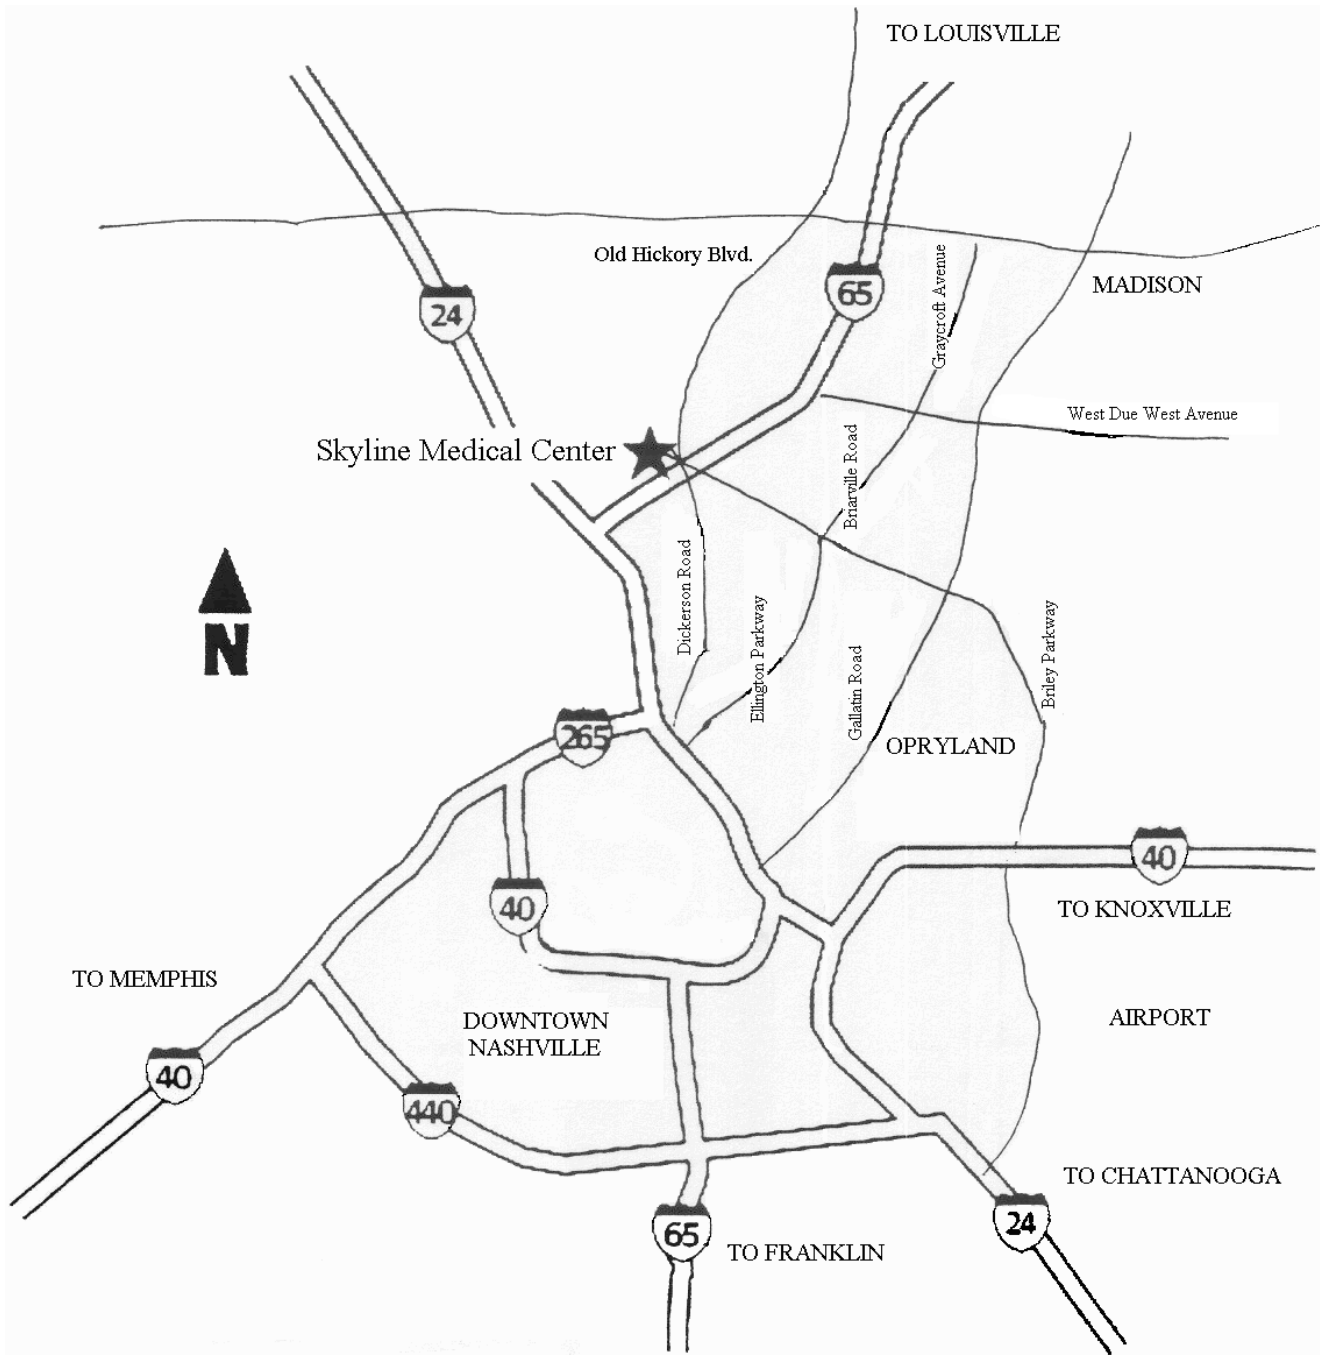 TO LOUISVILLE
Old Hickory Blvd.
65
Graycroft Avenue
MADISON
24
West Due West Avenue
Skyline Medical Center
Briarville Road
Dickerson Road
Ellington Parkway
Briley Parkway
Gallatin Road
N
265
OPRYLAND
40
40
TO KNOXVILLE
TO MEMPHIS
DOWNTOWN
NASHVILLE
AIRPORT
40
440
TO CHATTANOOGA
65
24
TO FRANKLIN